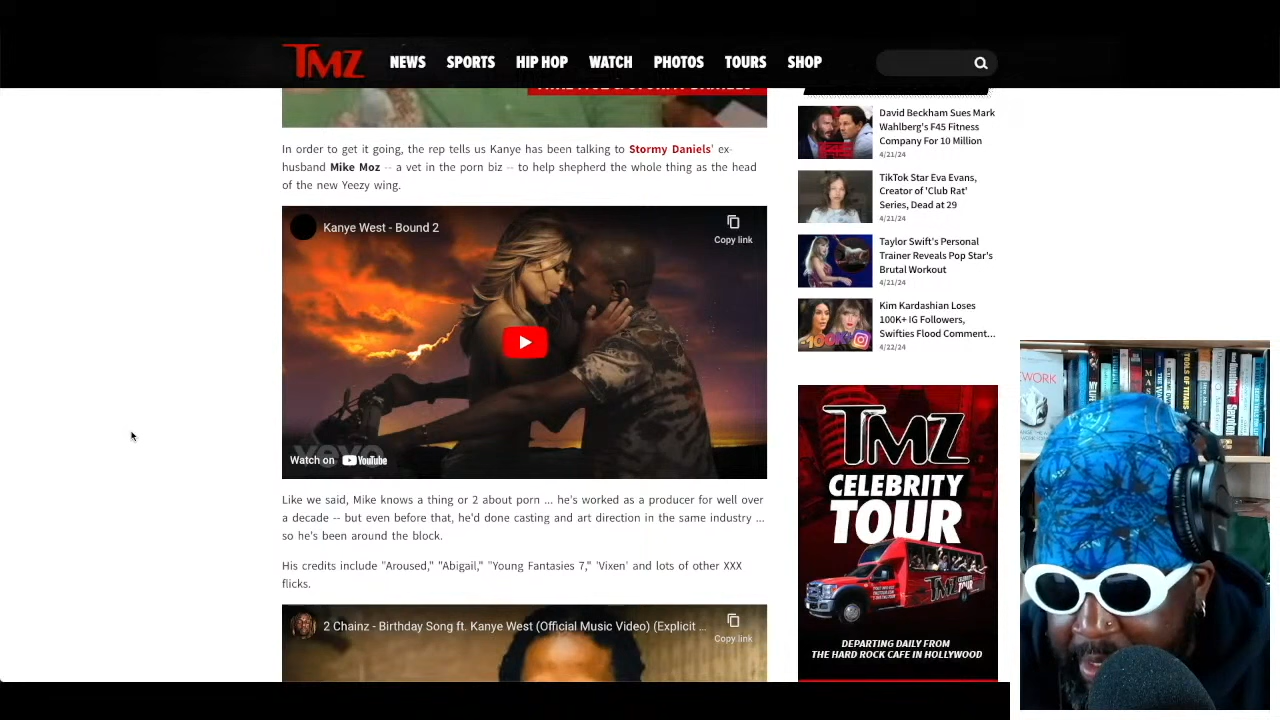 TMZ
NEWS SPORTS HIP HOP WATCH PHOTOS TOURS SHOP
In order to get it going, the rep tells us Kanye has been talking to Stormy Daniels' ex-
husband Mike Moz -- a vet in the porn biz -- to help shepherd the whole thing as the head
of the new Yeezy wing.
Kanye West - Bound 2
Copy link
vevo
Watch on YouTube
Like we said, Mike knows a thing or 2 about porn ... he's worked as a producer for well over
a decade -- but even before that, he'd done casting and art direction in the same industry ...
so he's been around the block.
His credits include "Aroused," "Abigail," "Young Fantasies 7," 'Vixen' and lots of other XXX
flicks.
2 Chainz - Birthday Song ft. Kanye West (Official Music Video) (Explicit ...
Copy link
David Beckham Sues Mark
Wahlberg's F45 Fitness
Company For 10 Million
4/21/24
TikTok Star Eva Evans,
Creator of 'Club Rat'
Series, Dead at 29
4/21/24
Taylor Swift's Personal
Trainer Reveals Pop Star's
Brutal Workout
4/21/24
-100K
Kim Kardashian Loses
100K+ IG Followers,
Swifties Flood Comment...
4/22/24
TMZ
CELEBRITY
TOUR
TMZ
DEPARTING DAILY FROM
THE HARD ROCK CAFE IN HOLLYWOOD
WORK
TOOLS OF TITANS